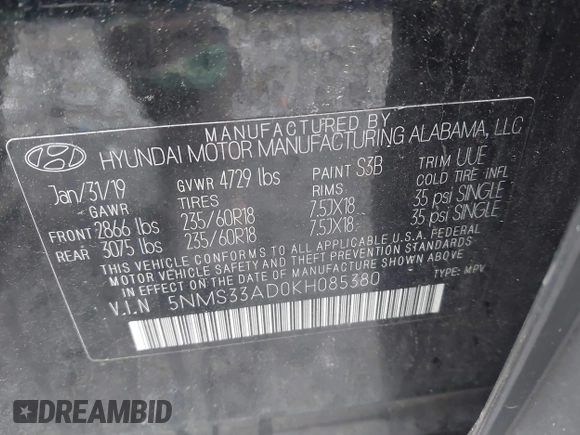 MANUFACTURED BY
HYUNDAI MOTOR MANUFACTURING ALABAMA, LLC
Jan/31/19 GVWR 4729 lbs PAINT S3B TRIM UUE
GAWR TIRES RIMS COLD TIRE INFL
FRONT 2866 lbs 235/60R18 7.5JX18 35 psi SINGLE
REAR 3075 lbs 235/60R18 7.5JX18 35 psi SINGLE
THIS VEHICLE CONFORMS TO ALL APPLICABLE U.S.A. FEDERAL
MOTOR VEHICLE SAFETY AND THEFT PREVENTION STANDARDS
IN EFFECT ON THE DATE OF MANUFACTURE SHOWN ABOVE
V.I.N 5NMS33AD0KH085380 TYPE: MPV
DREAMBID